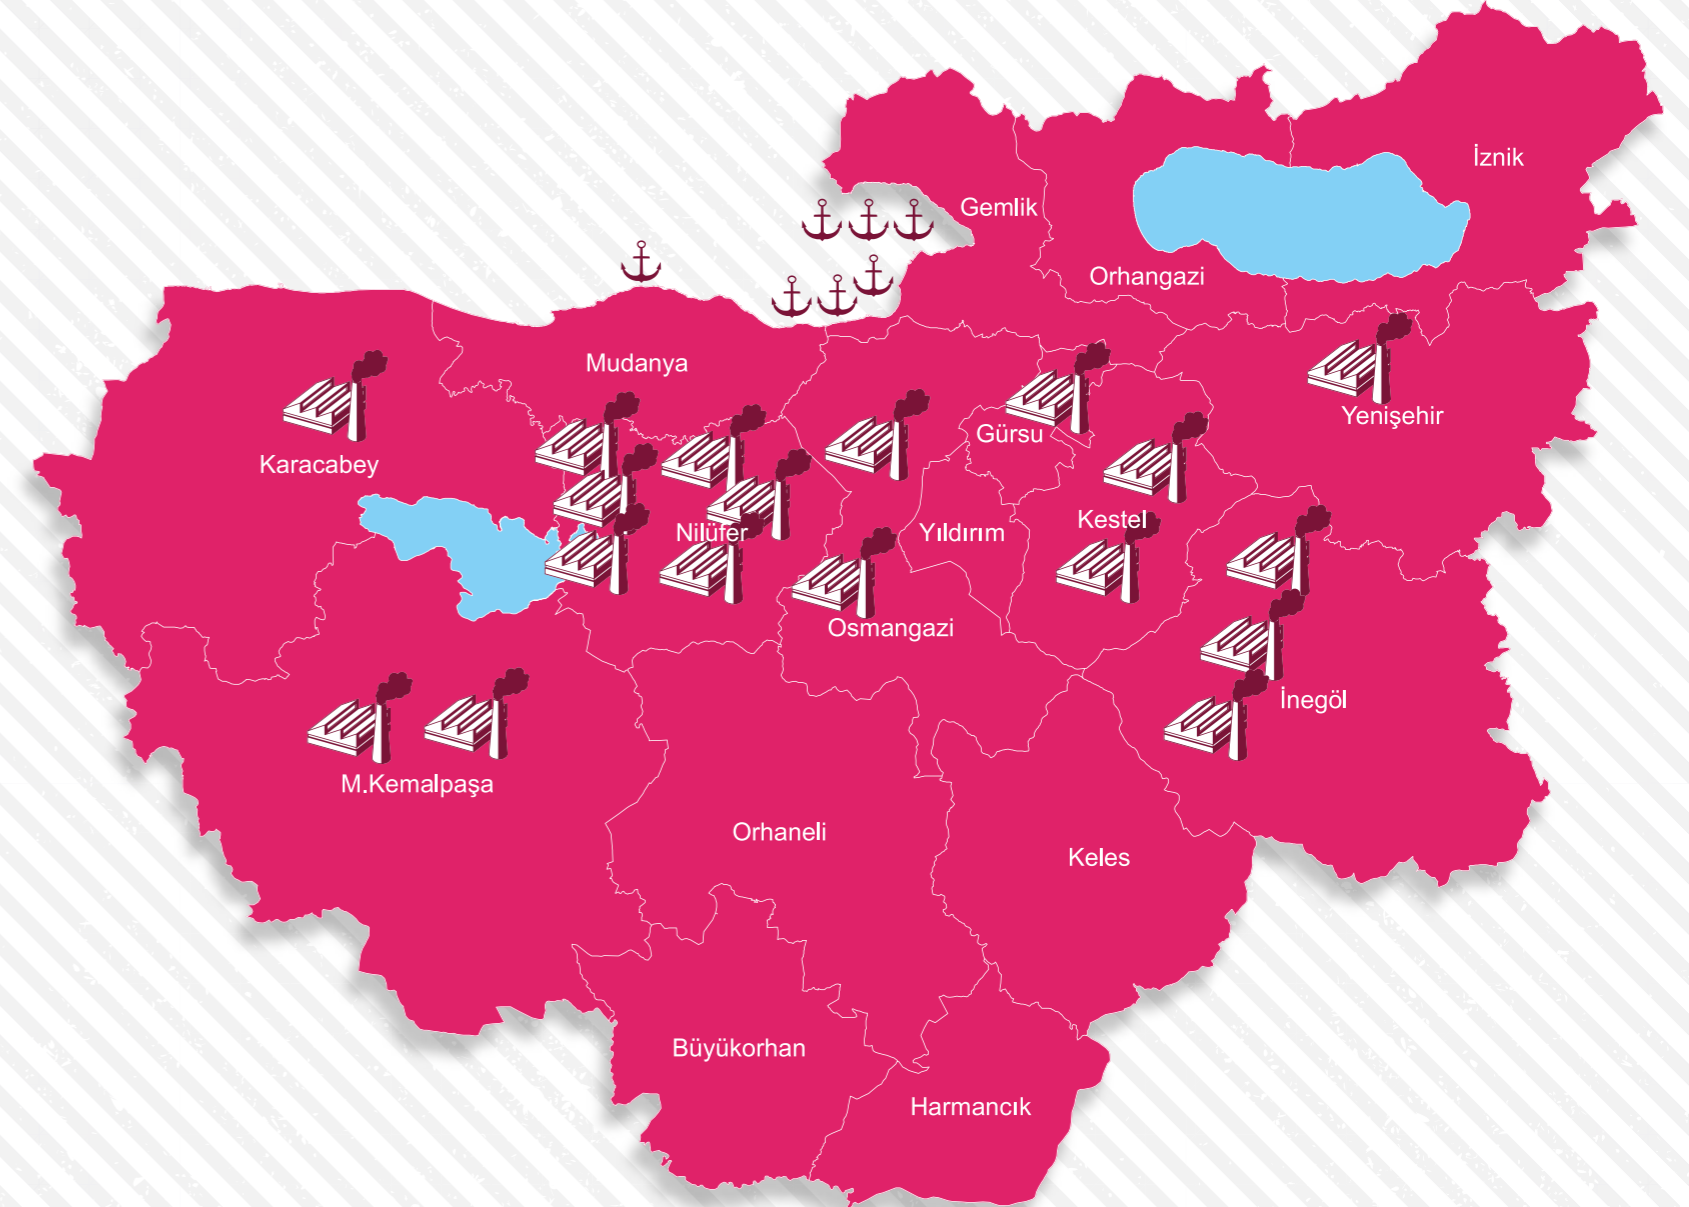 İznik
Gemlik
Orhangazi
Mudanya
Yenişehir
Gürsu
Karacabey
Kestel
Nilüfer
Yıldırım
Osmangazi
İnegöl
M.Kemalpaşa
Orhaneli
Keles
Büyükorhan
Harmancık